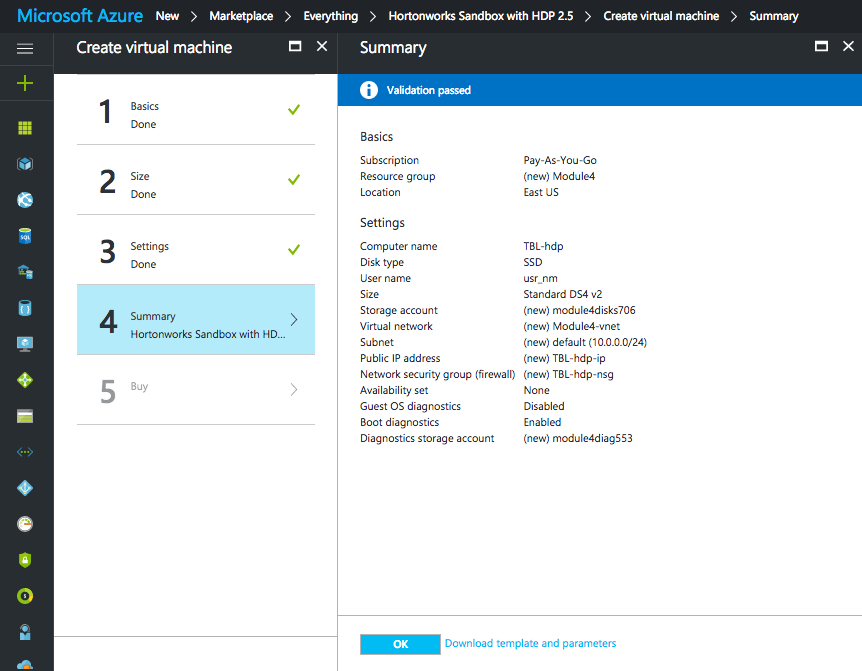 Microsoft Azure New > Marketplace > Everything > Hortonworks Sandbox with HDP 2.5 > Create virtual machine > Summary
Create virtual machine
1 Basics
Done
2 Size
Done
3 Settings
Done
4 Summary
Hortonworks Sandbox with HD...
5 Buy
Summary
Validation passed
Basics
Subscription Pay-As-You-Go
Resource group (new) Module4
Location East US
Settings
Computer name TBL-hdp
Disk type SSD
User name usr_nm
Size Standard DS4 v2
Storage account (new) module4disks706
Virtual network (new) Module4-vnet
Subnet (new) default (10.0.0.0/24)
Public IP address (new) TBL-hdp-ip
Network security group (firewall) (new) TBL-hdp-nsg
Availability set None
Guest OS diagnostics Disabled
Boot diagnostics Enabled
Diagnostics storage account (new) module4diag553
OK Download template and parameters
SQL